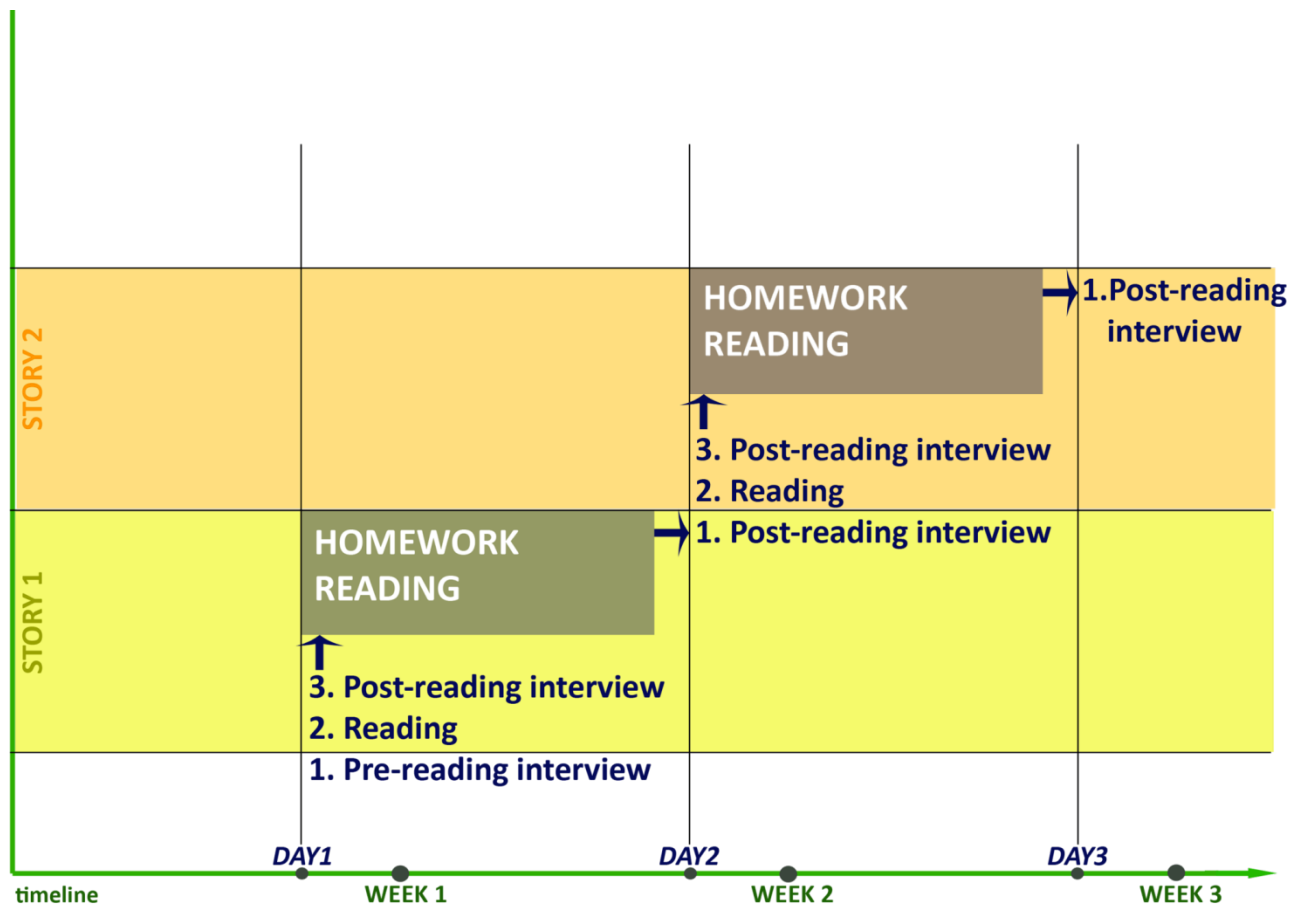 STORY 2
HOMEWORK
READING
1.Post-reading
interview
3. Post-reading interview
2. Reading
1. Post-reading interview
STORY 1
HOMEWORK
READING
3. Post-reading interview
2. Reading
1. Pre-reading interview
DAY1
DAY2
DAY3
timeline
WEEK 1
WEEK 2
WEEK 3